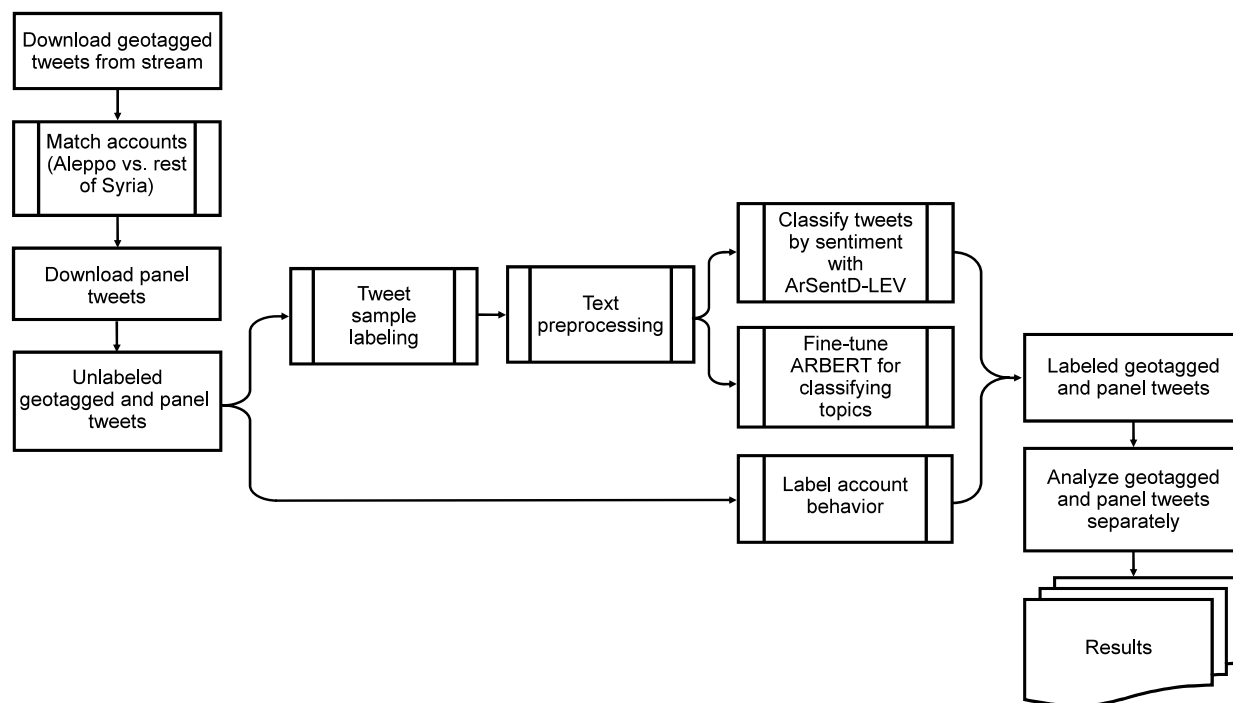 Download geotagged
tweets from stream
Match accounts
(Aleppo vs. rest
of Syria)
Download panel
tweets
Unlabeled
geotagged and panel
tweets
Tweet
sample
labeling
Text
preprocessing
Classify tweets
by sentiment
with
ArSentD-LEV
Fine-tune
ARBERT for
classifying
topics
Label account
behavior
Labeled geotagged
and panel tweets
Analyze geotagged
and panel tweets
separately
Results